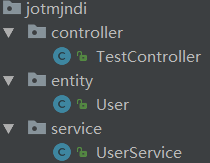 jotmjndi
controller
TestController
entity
User
service
UserService